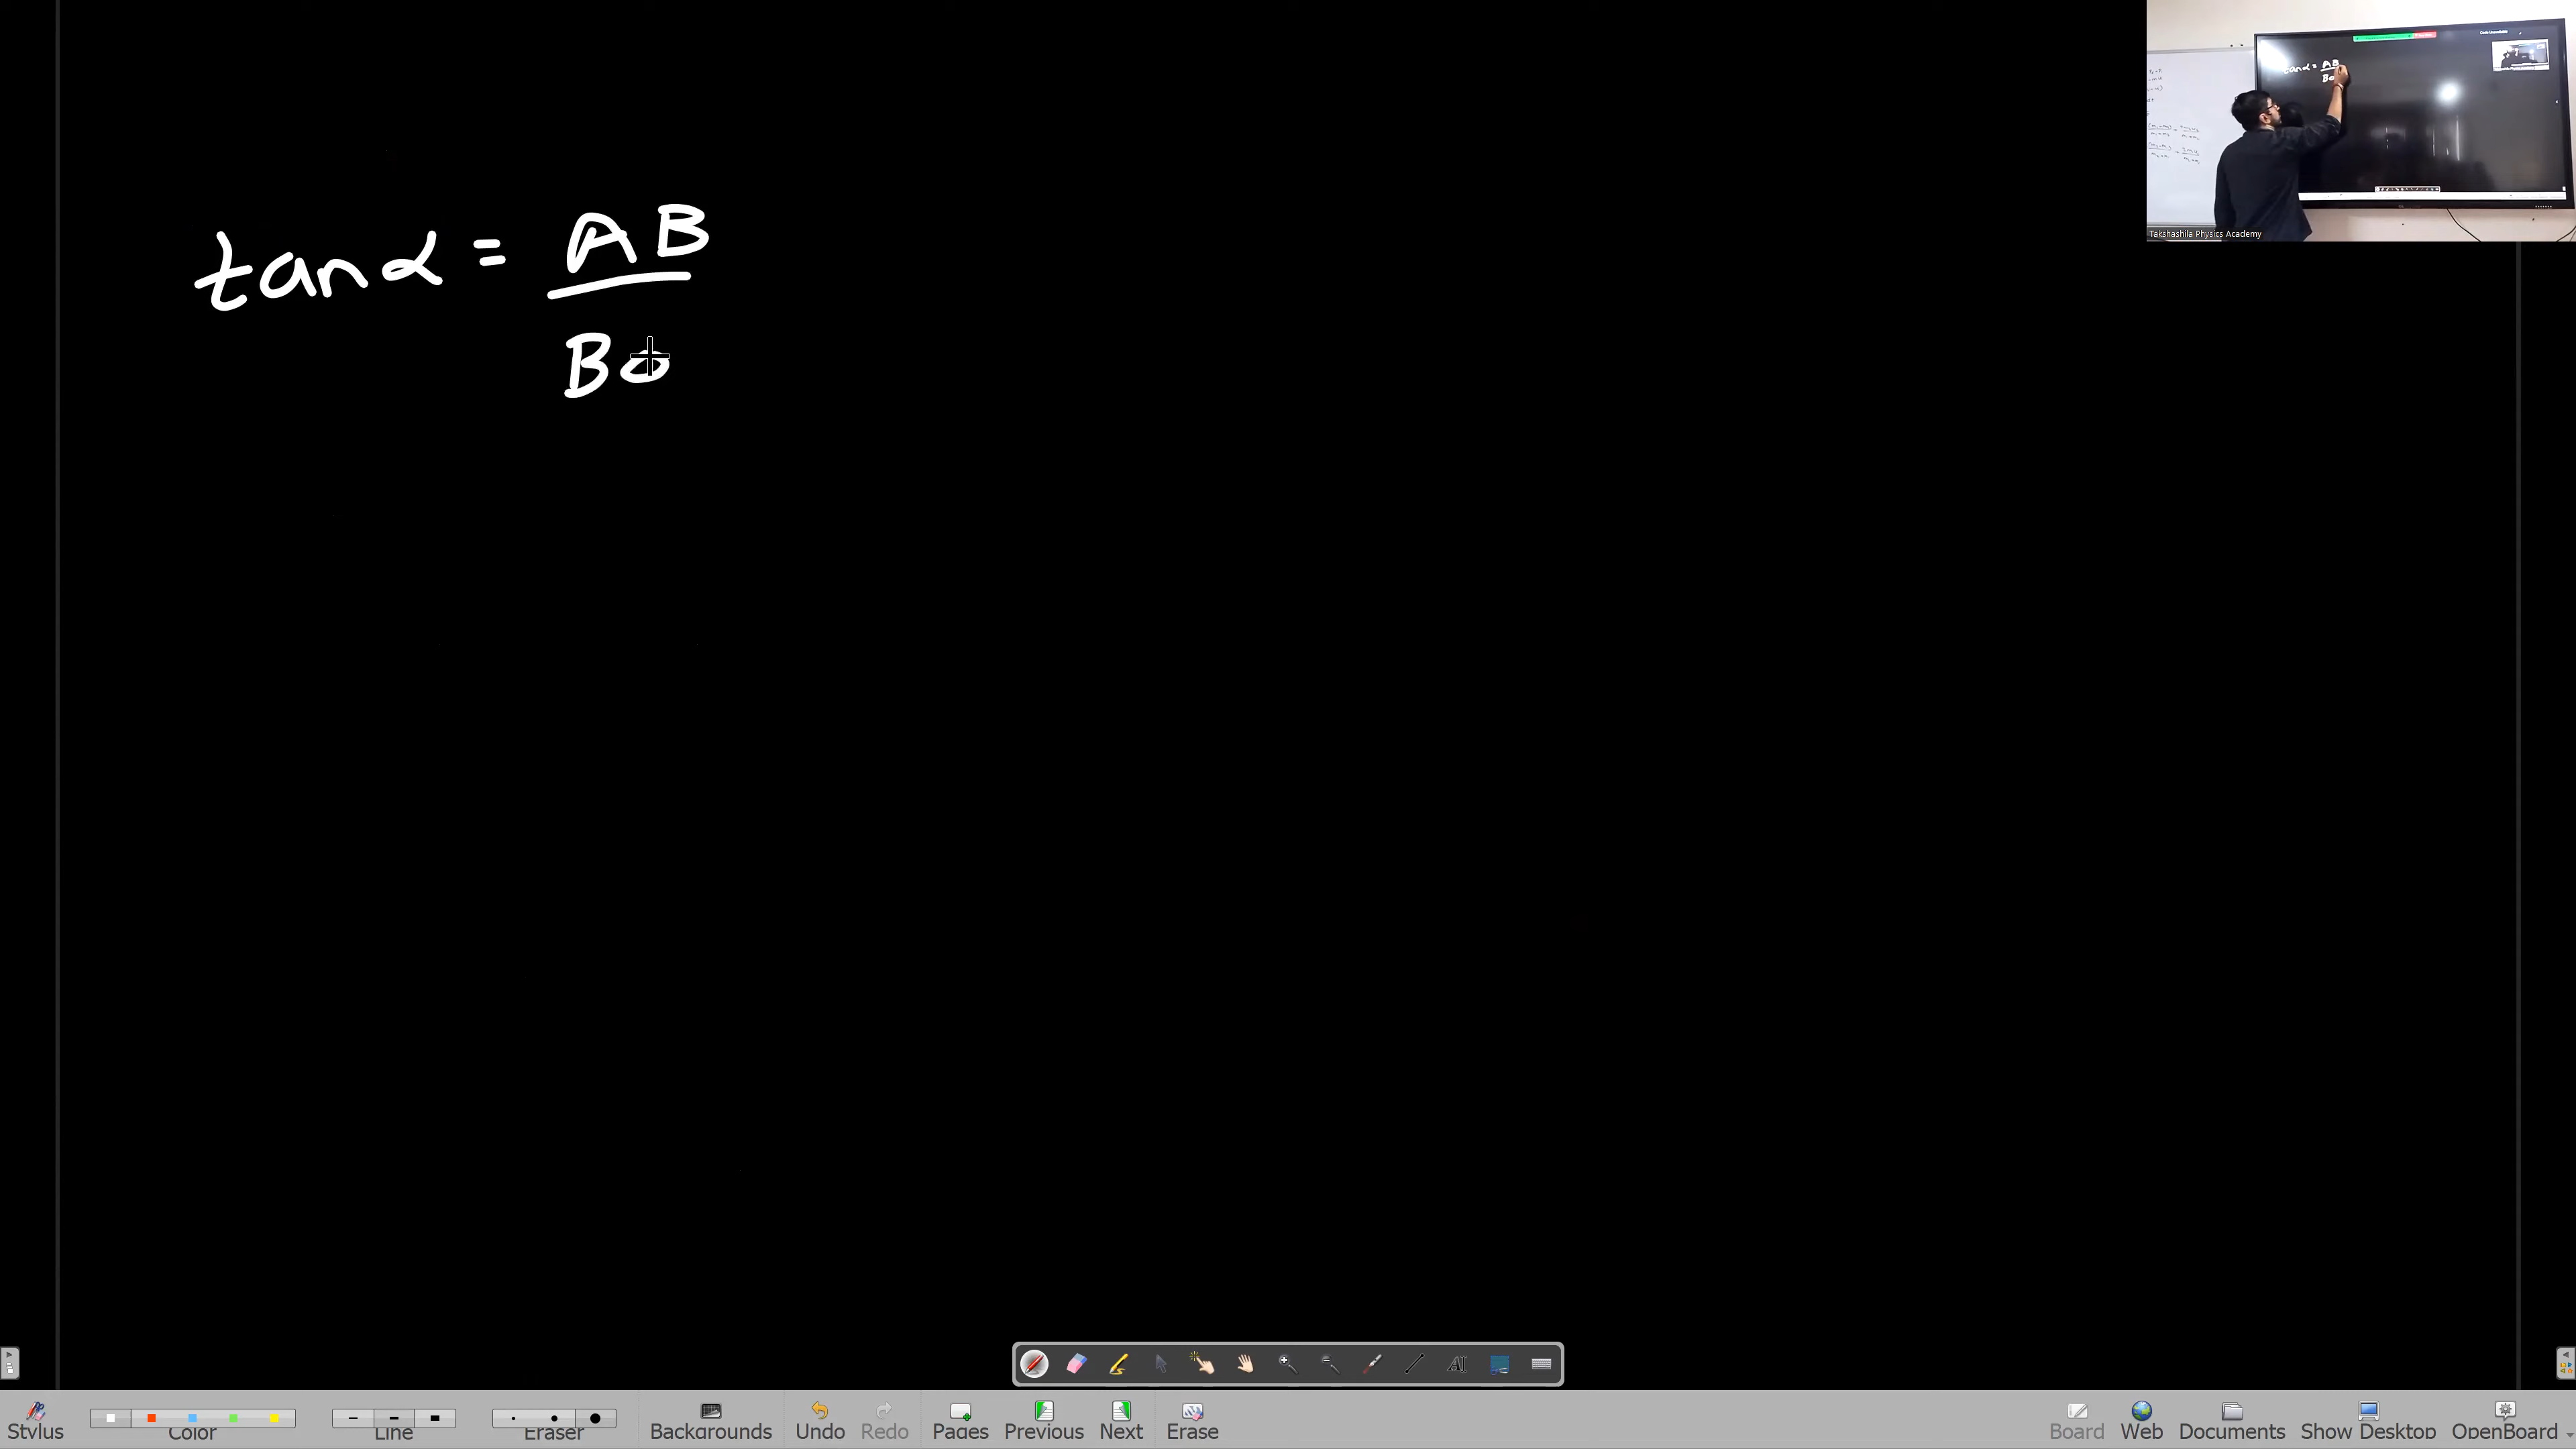 tanα = AB
BO
Takshashila Physics Academy
Stylus Color Line Eraser Backgrounds Undo Redo Pages Previous Next Erase Board Web Documents Show Desktop OpenBoard